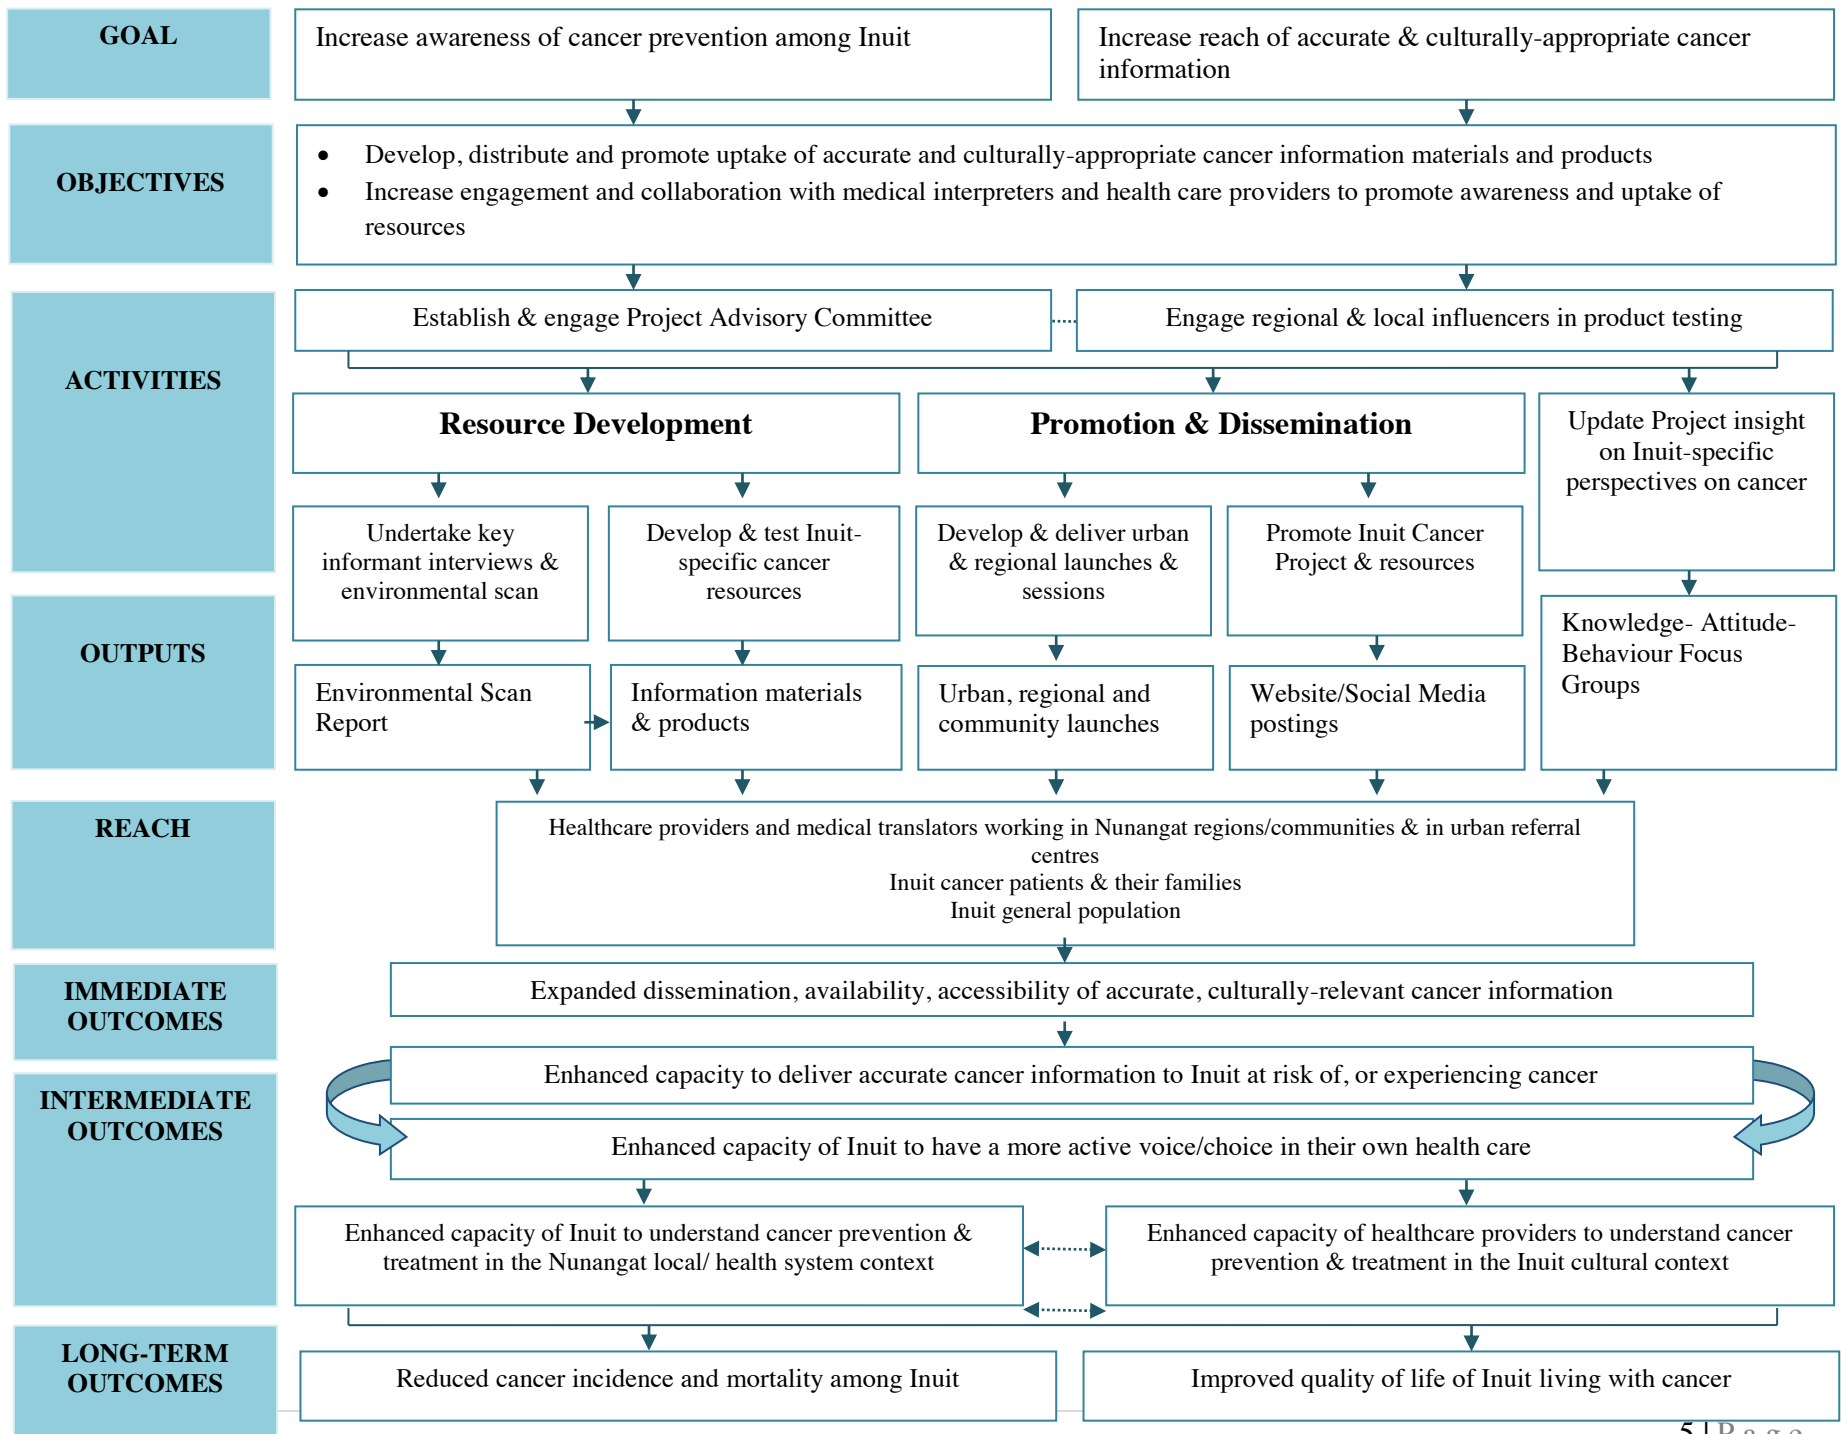 GOAL
Increase awareness of cancer prevention among Inuit
Increase reach of accurate & culturally-appropriate cancer
information
OBJECTIVES
• Develop, distribute and promote uptake of accurate and culturally-appropriate cancer information materials and products
• Increase engagement and collaboration with medical interpreters and health care providers to promote awareness and uptake of
resources
ACTIVITIES
Establish & engage Project Advisory Committee
Engage regional & local influencers in product testing
Resource Development
Promotion & Dissemination
Update Project insight
on Inuit-specific
perspectives on cancer
Undertake key
informant interviews &
environmental scan
Develop & test Inuit-
specific cancer
resources
Develop & deliver urban
& regional launches &
sessions
Promote Inuit Cancer
Project & resources
OUTPUTS
Environmental Scan
Report
Information materials
& products
Urban, regional and
community launches
Website/Social Media
postings
Knowledge- Attitude-
Behaviour Focus
Groups
REACH
Healthcare providers and medical translators working in Nunangat regions/communities & in urban referral
centres
Inuit cancer patients & their families
Inuit general population
IMMEDIATE
OUTCOMES
Expanded dissemination, availability, accessibility of accurate, culturally-relevant cancer information
INTERMEDIATE
OUTCOMES
Enhanced capacity to deliver accurate cancer information to Inuit at risk of, or experiencing cancer
Enhanced capacity of Inuit to have a more active voice/choice in their own health care
Enhanced capacity of Inuit to understand cancer prevention &
treatment in the Nunangat local/ health system context
Enhanced capacity of healthcare providers to understand cancer
prevention & treatment in the Inuit cultural context
LONG-TERM
OUTCOMES
Reduced cancer incidence and mortality among Inuit
Improved quality of life of Inuit living with cancer
5 | P a g e